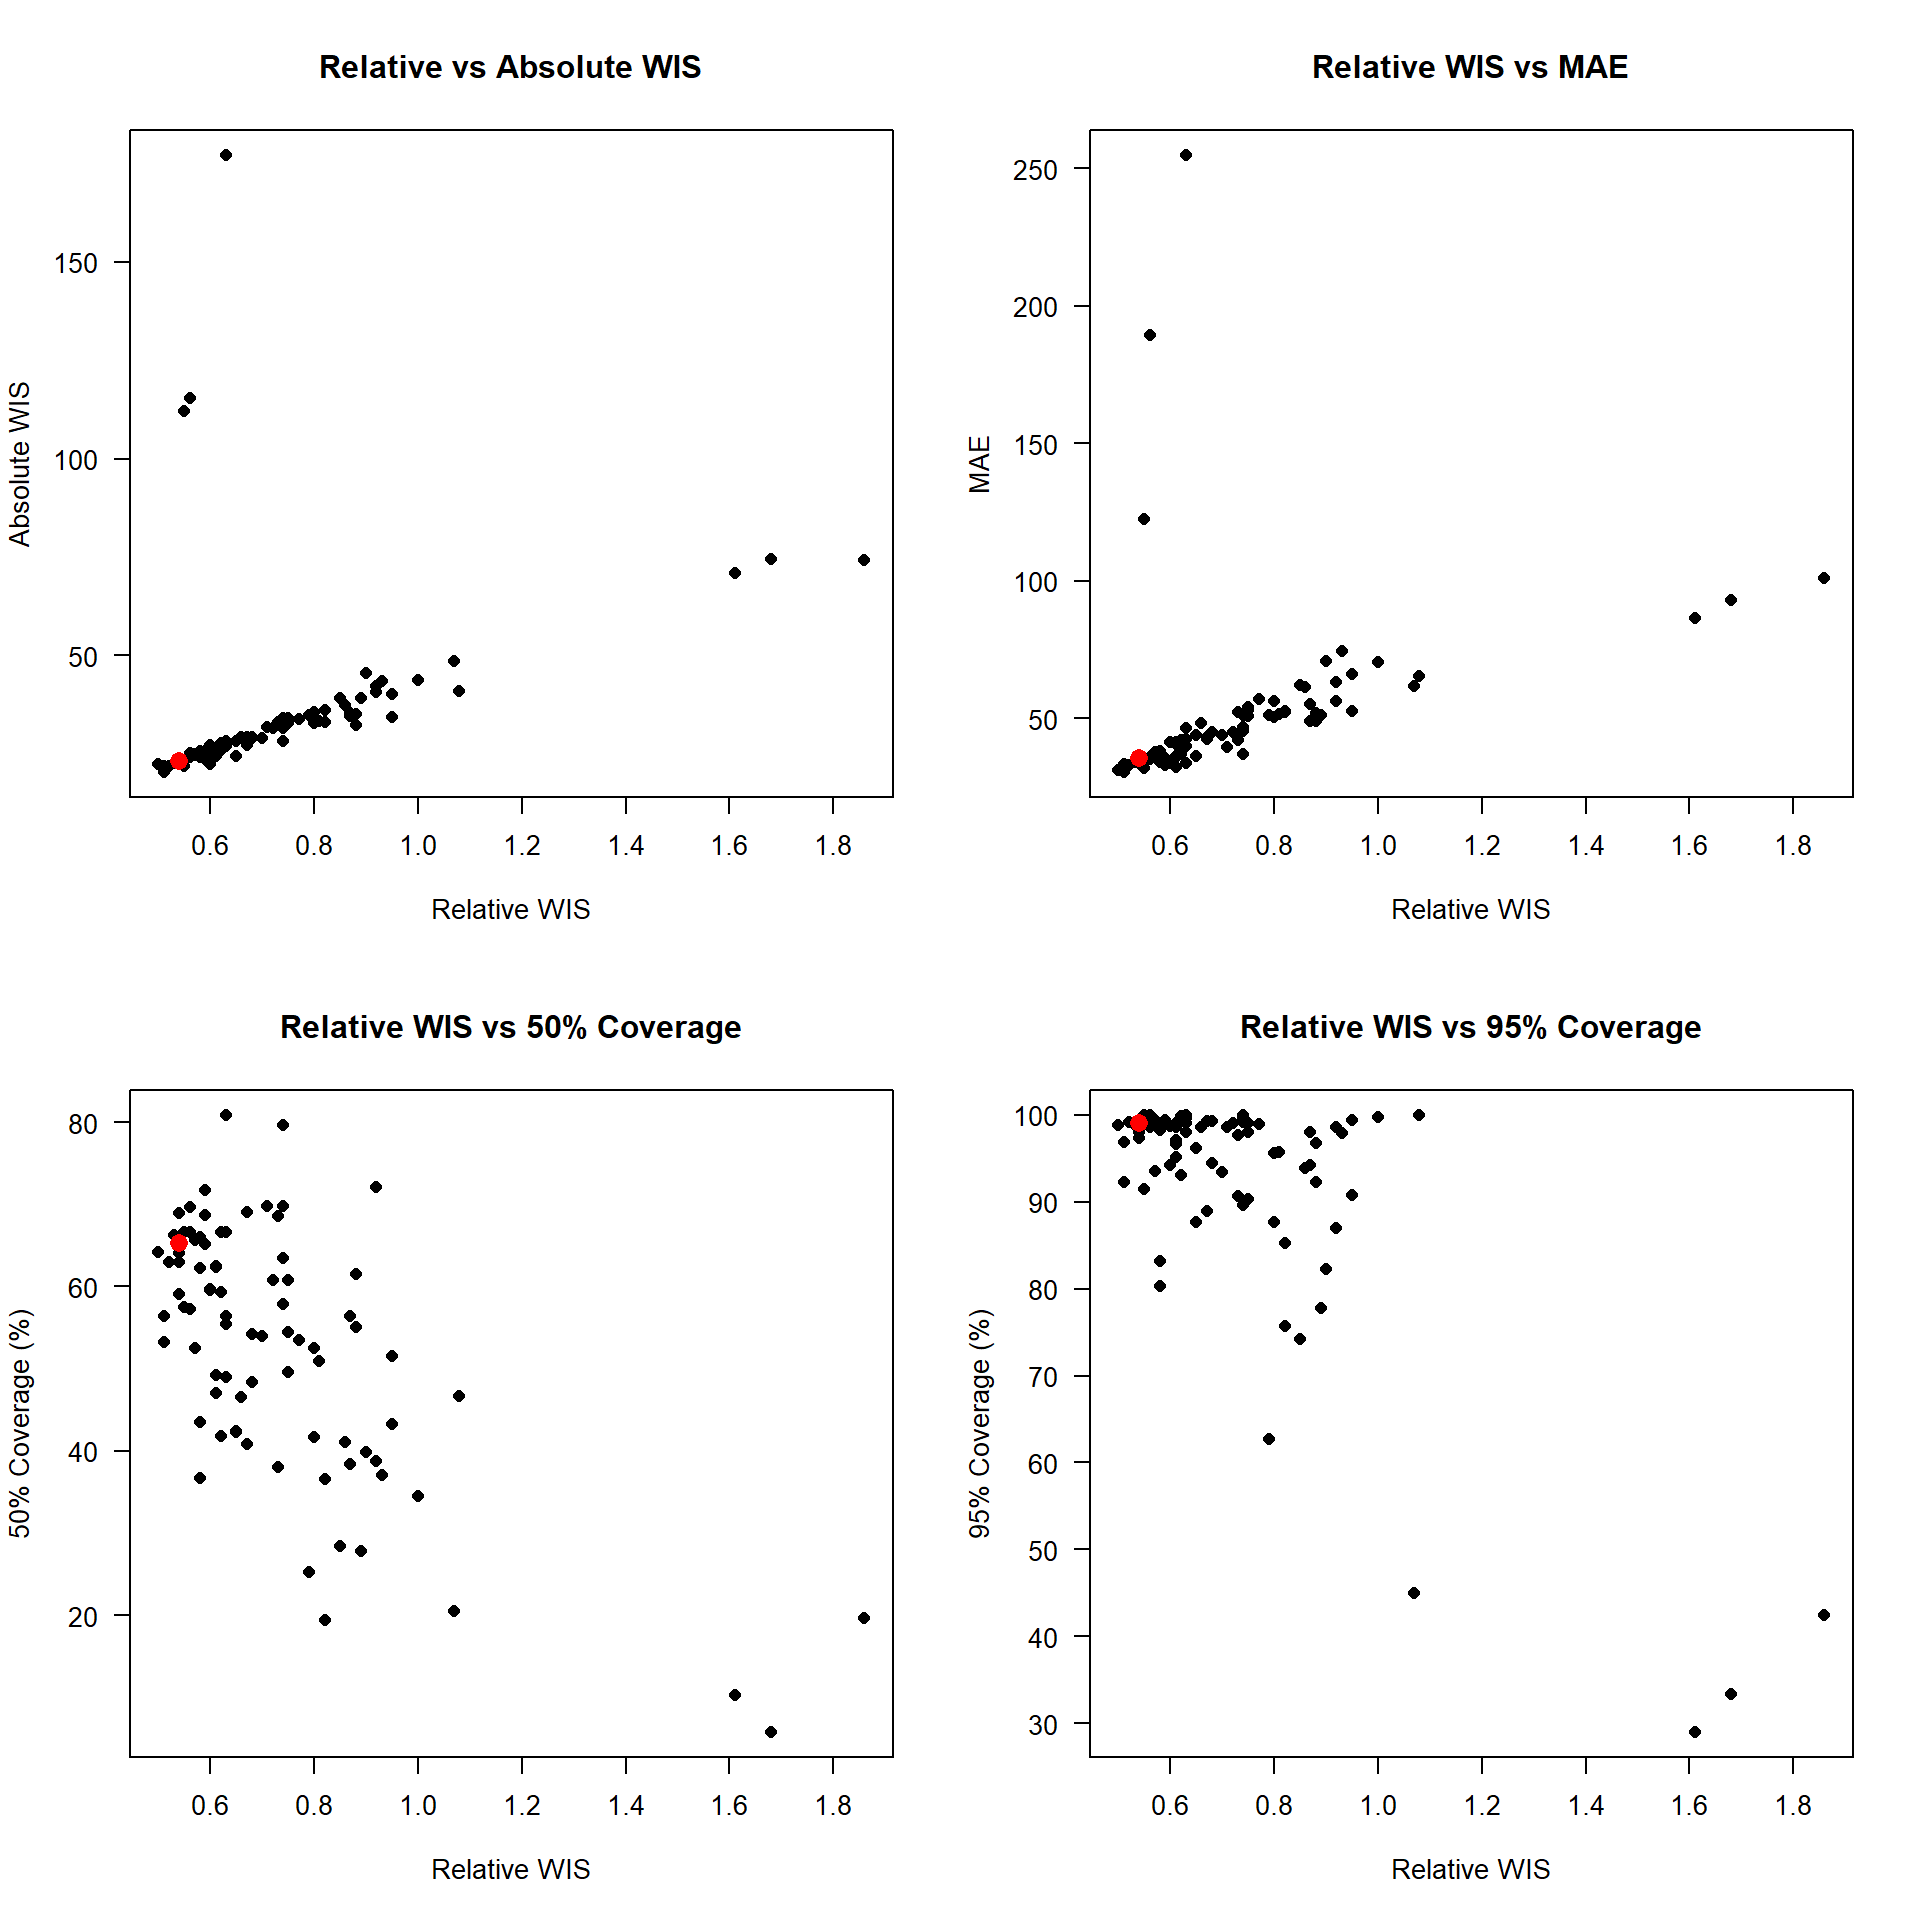 Relative vs Absolute WIS
Absolute WIS
150
100
50
0.6 0.8 1.0 1.2 1.4 1.6 1.8
Relative WIS
Relative WIS vs MAE
MAE
250
200
150
100
50
0.6 0.8 1.0 1.2 1.4 1.6 1.8
Relative WIS
Relative WIS vs 50% Coverage
50% Coverage (%)
80
60
40
20
0.6 0.8 1.0 1.2 1.4 1.6 1.8
Relative WIS
Relative WIS vs 95% Coverage
95% Coverage (%)
100
90
80
70
60
50
40
30
0.6 0.8 1.0 1.2 1.4 1.6 1.8
Relative WIS